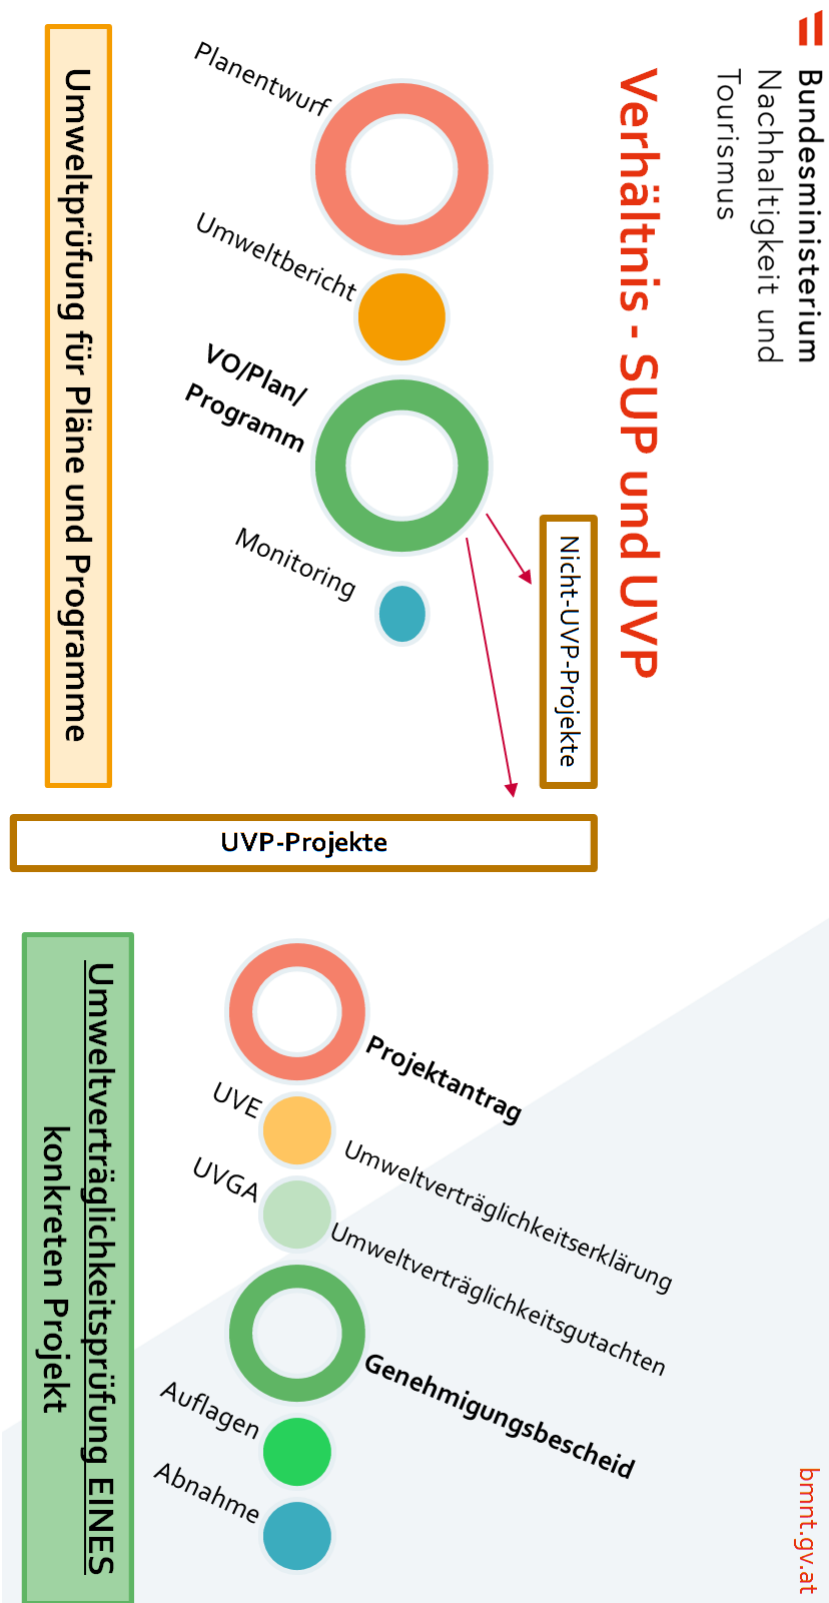 Bundesministerium
Nachhaltigkeit und
Tourismus
bmnt.gv.at
Verhältnis - SUP und UVP
Nicht-UVP-Projekte
UVP-Projekte
Planentwurf
Umweltbericht
VO/Plan/
Programm
Monitoring
Projektantrag
UVE
Umweltverträglichkeitserklärung
UVGA
Umweltverträglichkeitsgutachten
Genehmigungsbescheid
Auflagen
Abnahme
Umweltprüfung für Pläne und Programme
Umweltverträglichkeitsprüfung EINES
konkreten Projekt